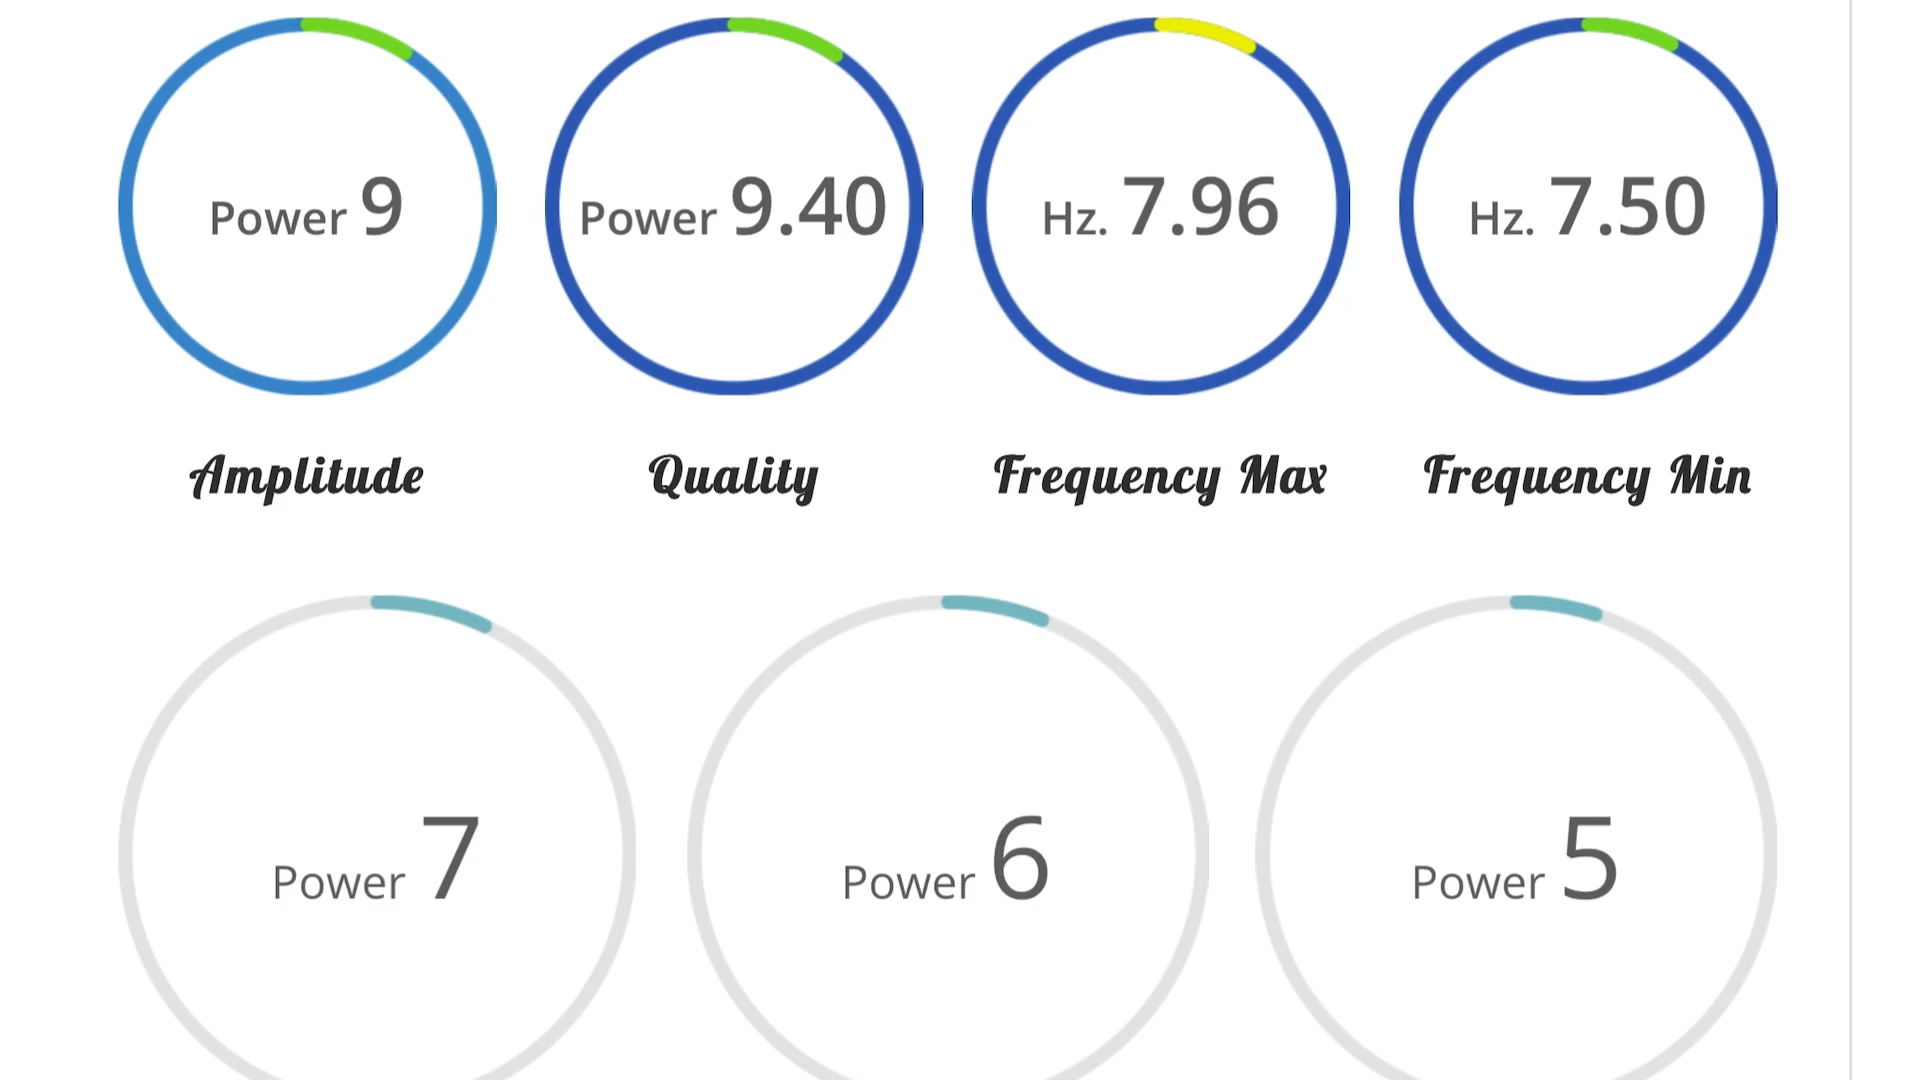 Power 9
Power 9.40
Hz. 7.96
Hz. 7.50
Amplitude
Quality
Frequency Max
Frequency Min
Power 7
Power 6
Power 5